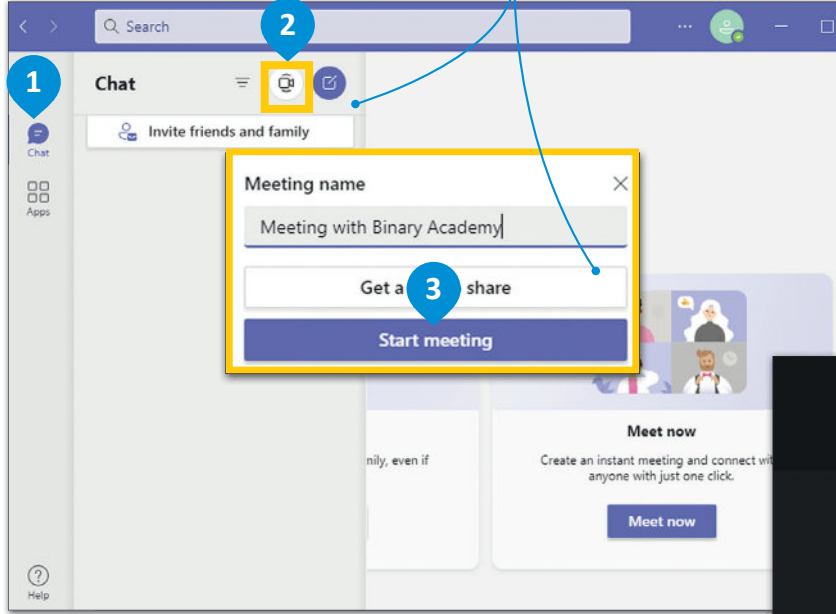 Search
2
1
Chat
Invite friends and family
Chat
Apps
Meeting name
Meeting with Binary Academy
Get a
3
share
Start meeting
Meet now
nily, even if
Create an instant meeting and connect wit
anyone with just one click.
Meet now
Help